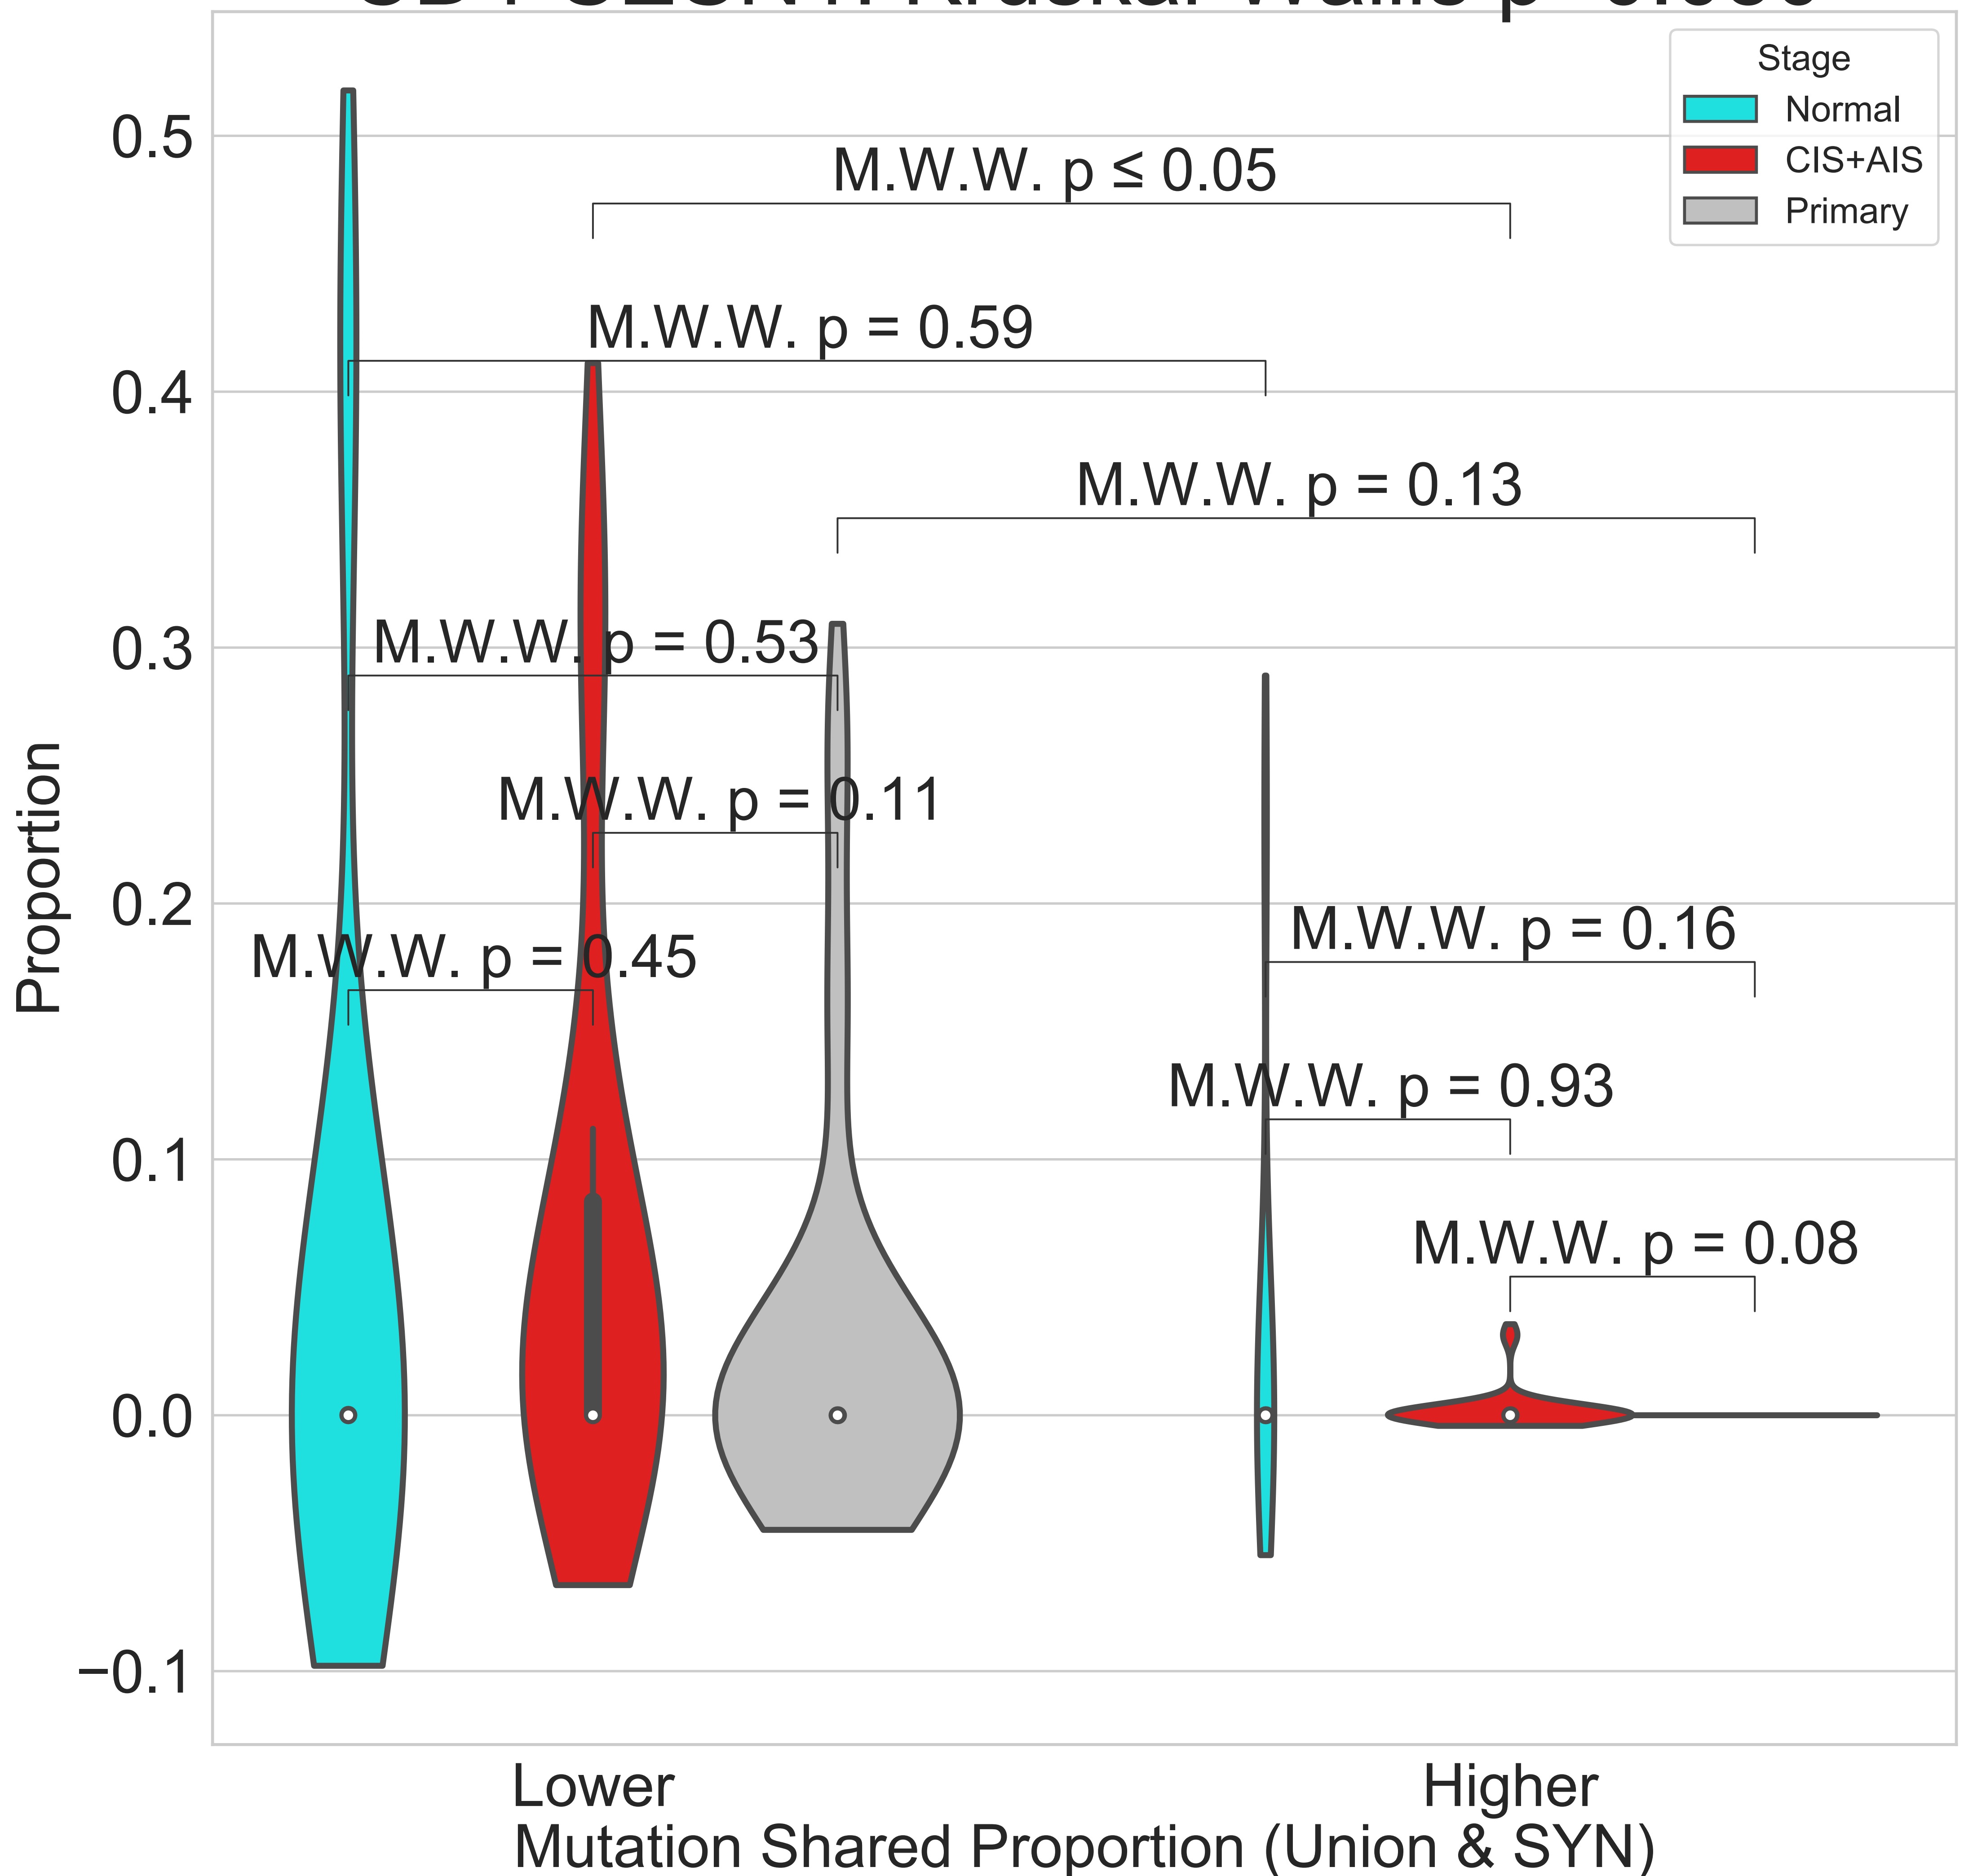 Stage
Normal
CIS+AIS
Primary
M.W.W. p ≤ 0.05
M.W.W. p = 0.59
M.W.W. p = 0.13
M.W.W. p = 0.53
M.W.W. p = 0.11
M.W.W. p = 0.45
M.W.W. p = 0.16
M.W.W. p = 0.93
M.W.W. p = 0.08
0.5
0.4
0.3
0.2
0.1
0.0
−0.1
Proportion
Lower
Higher
Mutation Shared Proportion (Union & SYN)